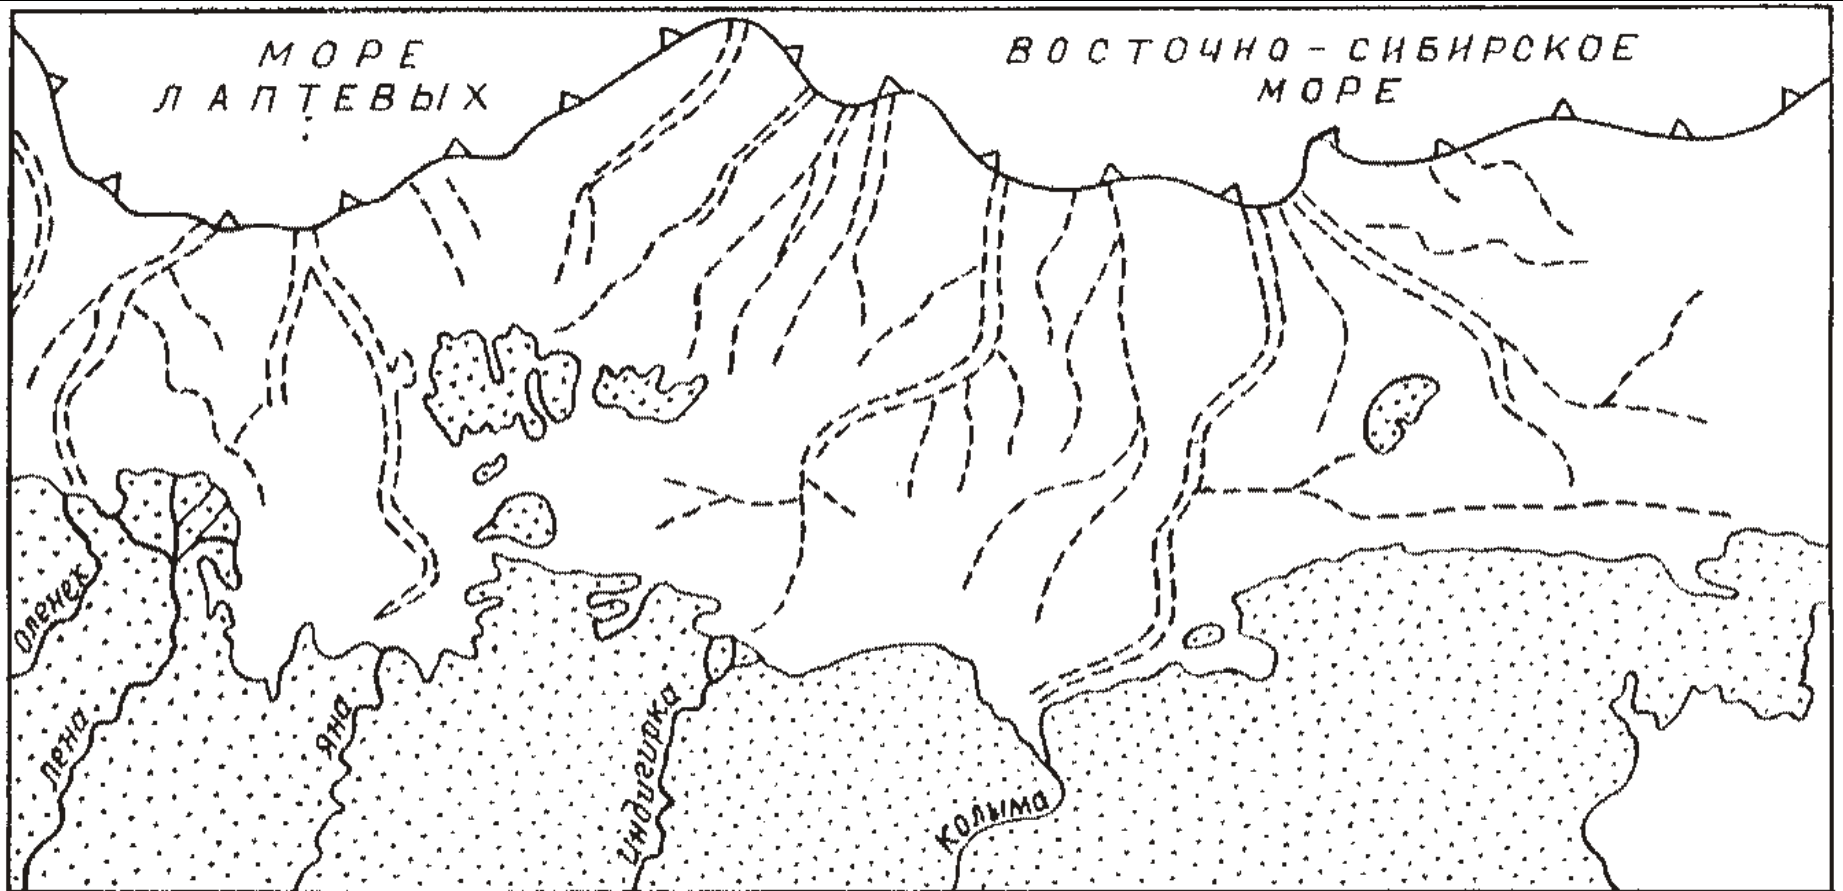 МОРЕ
ЛАПТЕВЫХ
ВОСТОЧНО-СИБИРСКОЕ
МОРЕ
Оленек
Лена
Яна
Индигирка
Колыма